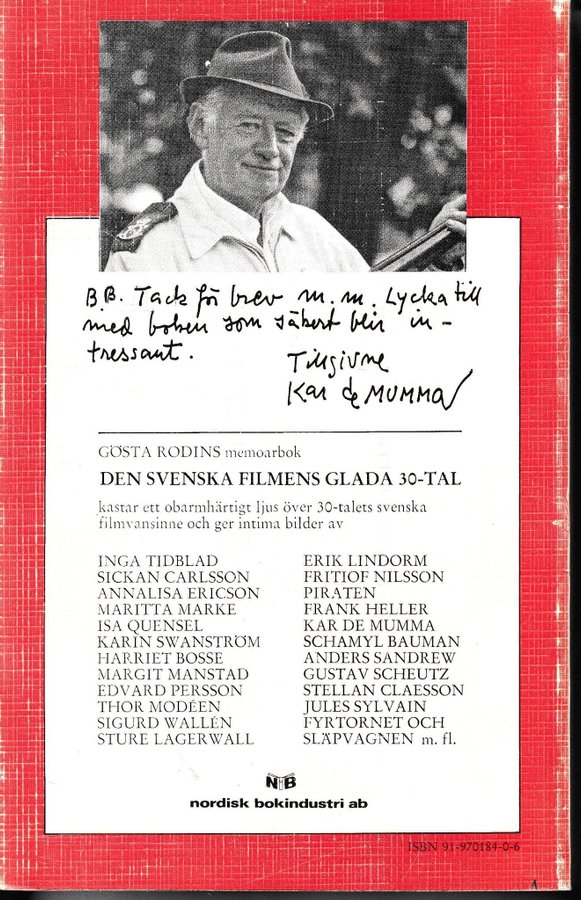 BB. Tack för brev m.m. Lycka till
med boken som säkert blir in-
tressant.
Tillgivne
Kar de MUMMA
GÖSTA RODINS memoarbok
DEN SVENSKA FILMENS GLADA 30-TAL
kastar ett obarmhärtigt ljus över 30-talets svenska
filmvansinne och ger intima bilder av
INGA TIDBLAD
SICKAN CARLSSON
ANNALISA ERICSON
MARITTA MARKE
ISA QUENSEL
KARIN SWANSTRÖM
HARRIET BOSSE
MARGIT MANSTAD
EDVARD PERSSON
THOR MODÉEN
SIGURD WALLÉN
STURE LAGERWALL
ERIK LINDORM
FRITIOF NILSSON
PIRATEN
FRANK HELLER
KAR DE MUMMA
SCHAMYL BAUMAN
ANDERS SANDREW
GUSTAV SCHEUTZ
STELLAN CLAESSON
JULES SYLVAIN
FYRTORNET OCH
SLÄPVAGNEN m. fl.
NB
nordisk bokindustri ab
ISBN 91-970184-0-6